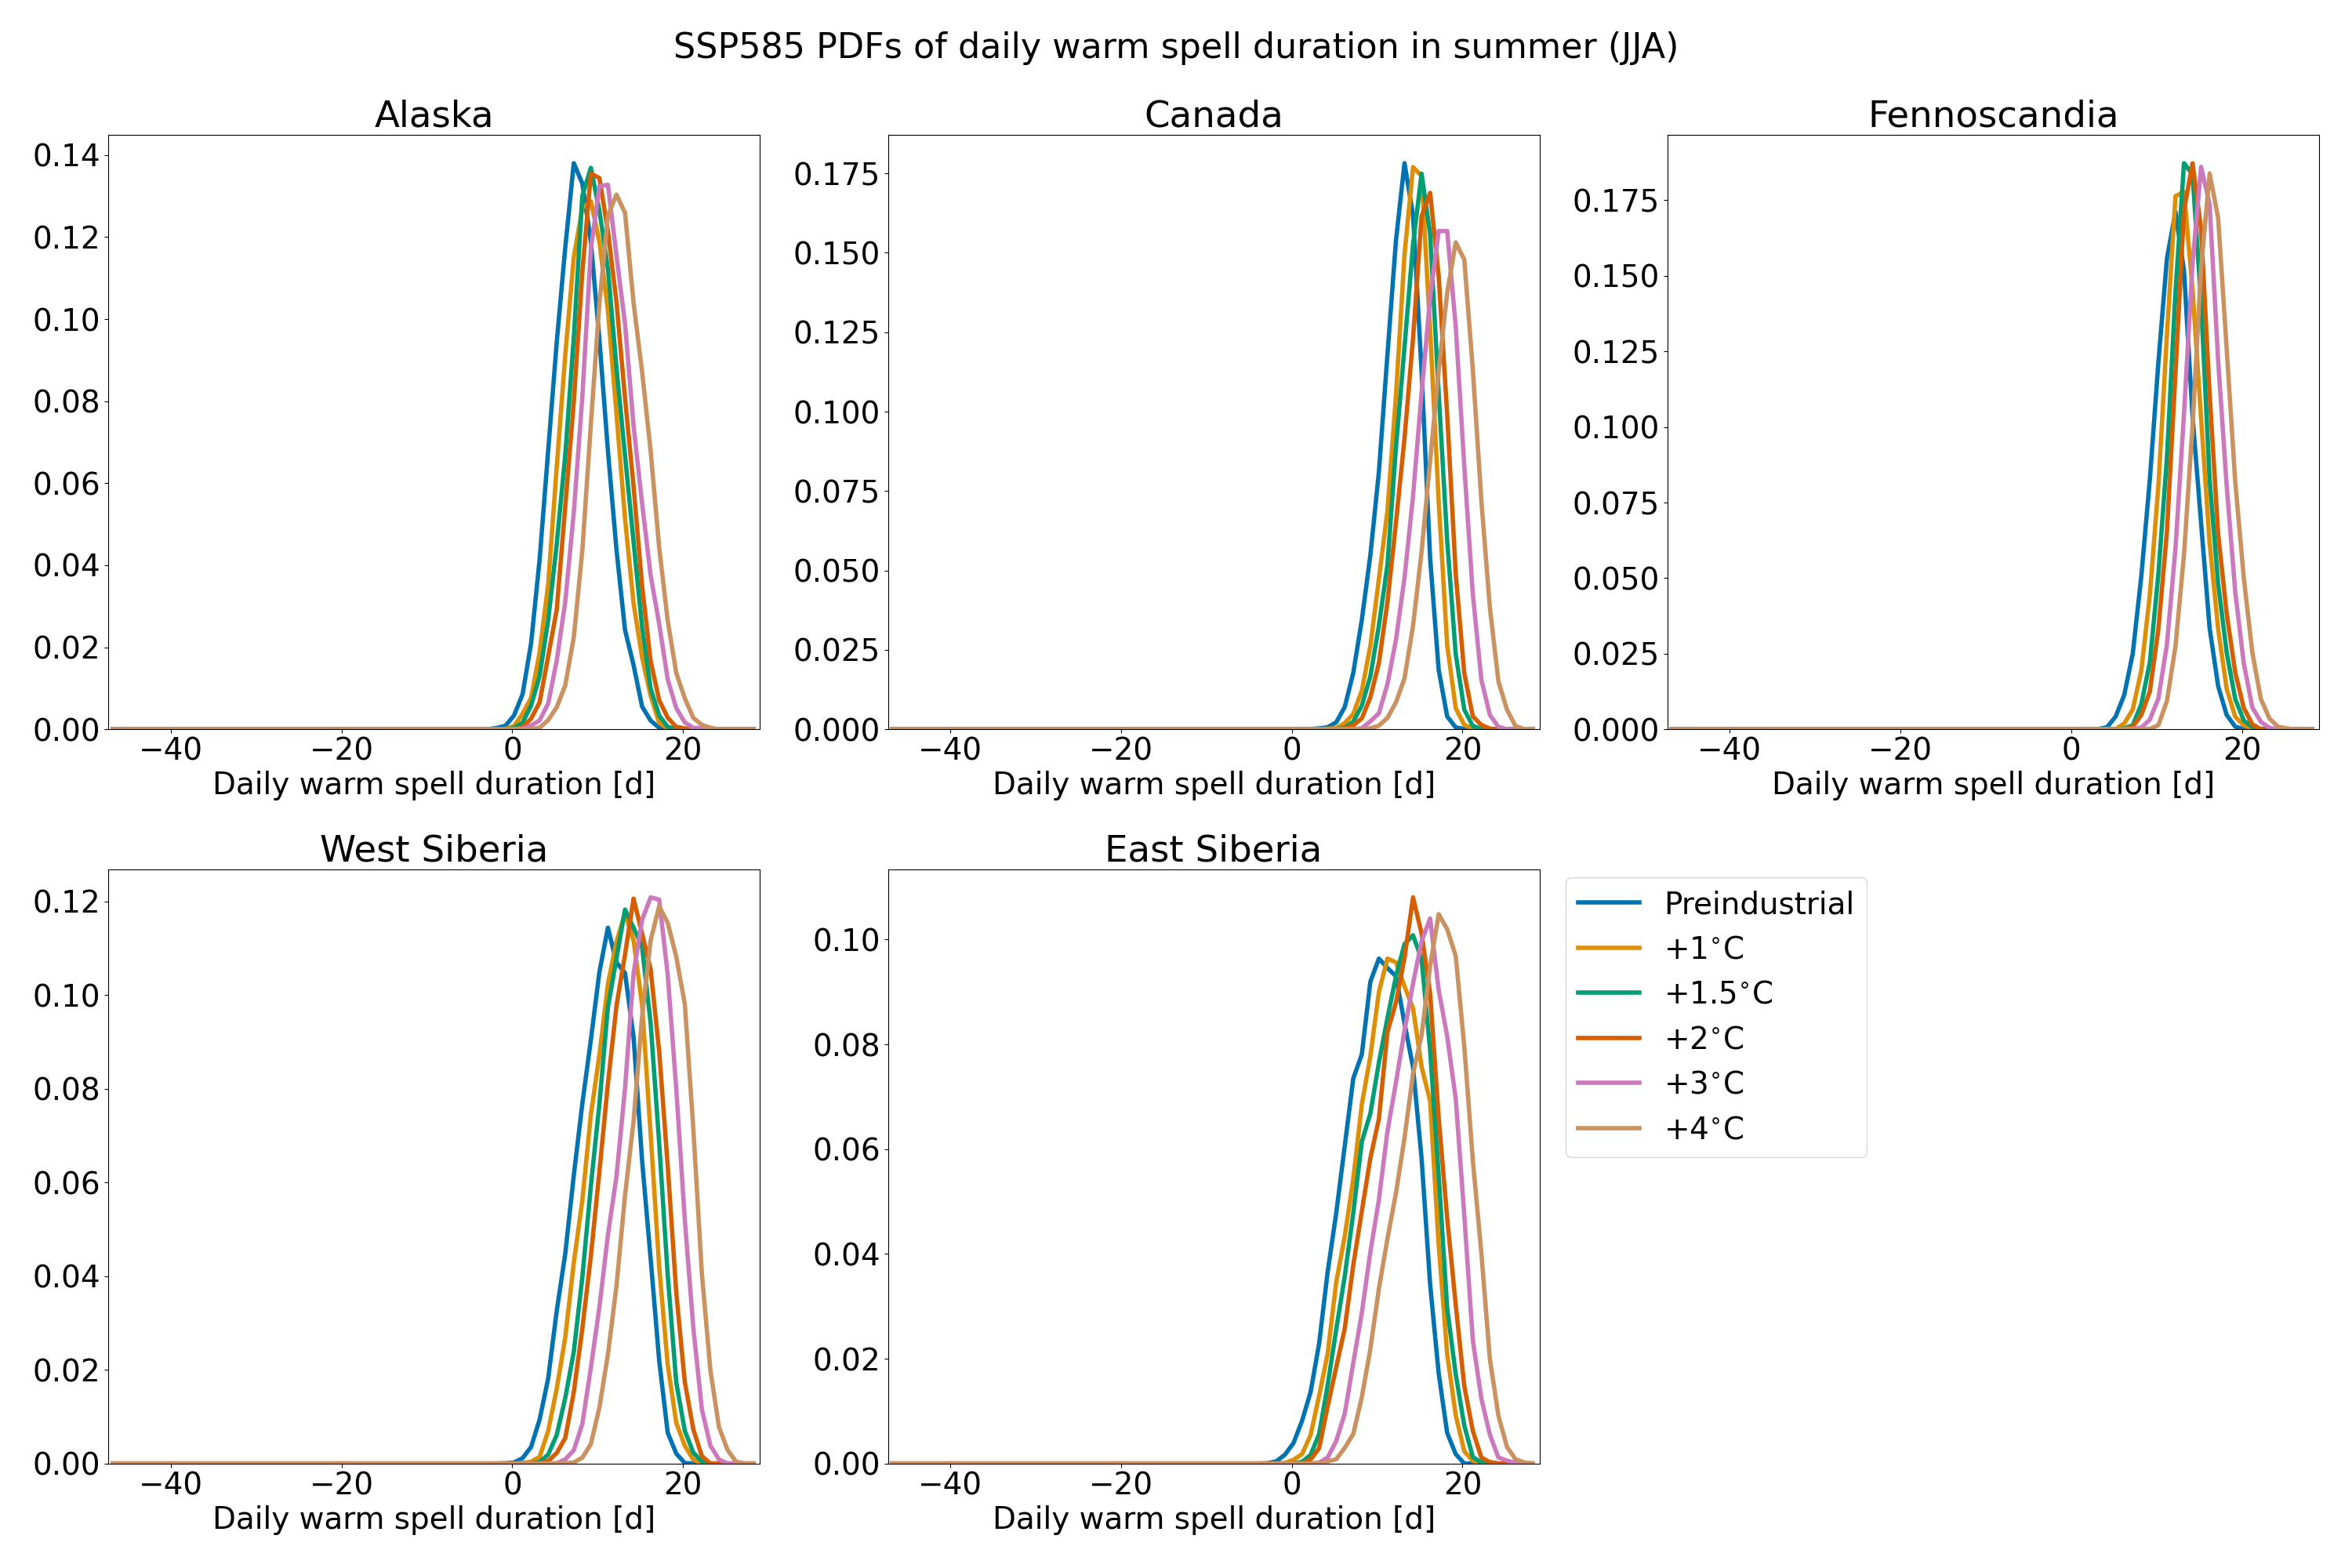 SSP585 PDFs of daily warm spell duration in summer (JJA)
Alaska
0.14
0.12
0.10
0.08
0.06
0.04
0.02
0.00
−40 −20 0 20
Daily warm spell duration [d]
Canada
0.175
0.150
0.125
0.100
0.075
0.050
0.025
0.000
−40 −20 0 20
Daily warm spell duration [d]
Fennoscandia
0.175
0.150
0.125
0.100
0.075
0.050
0.025
0.000
−40 −20 0 20
Daily warm spell duration [d]
West Siberia
0.12
0.10
0.08
0.06
0.04
0.02
0.00
−40 −20 0 20
Daily warm spell duration [d]
East Siberia
0.10
0.08
0.06
0.04
0.02
0.00
−40 −20 0 20
Daily warm spell duration [d]
Preindustrial
+1°C
+1.5°C
+2°C
+3°C
+4°C